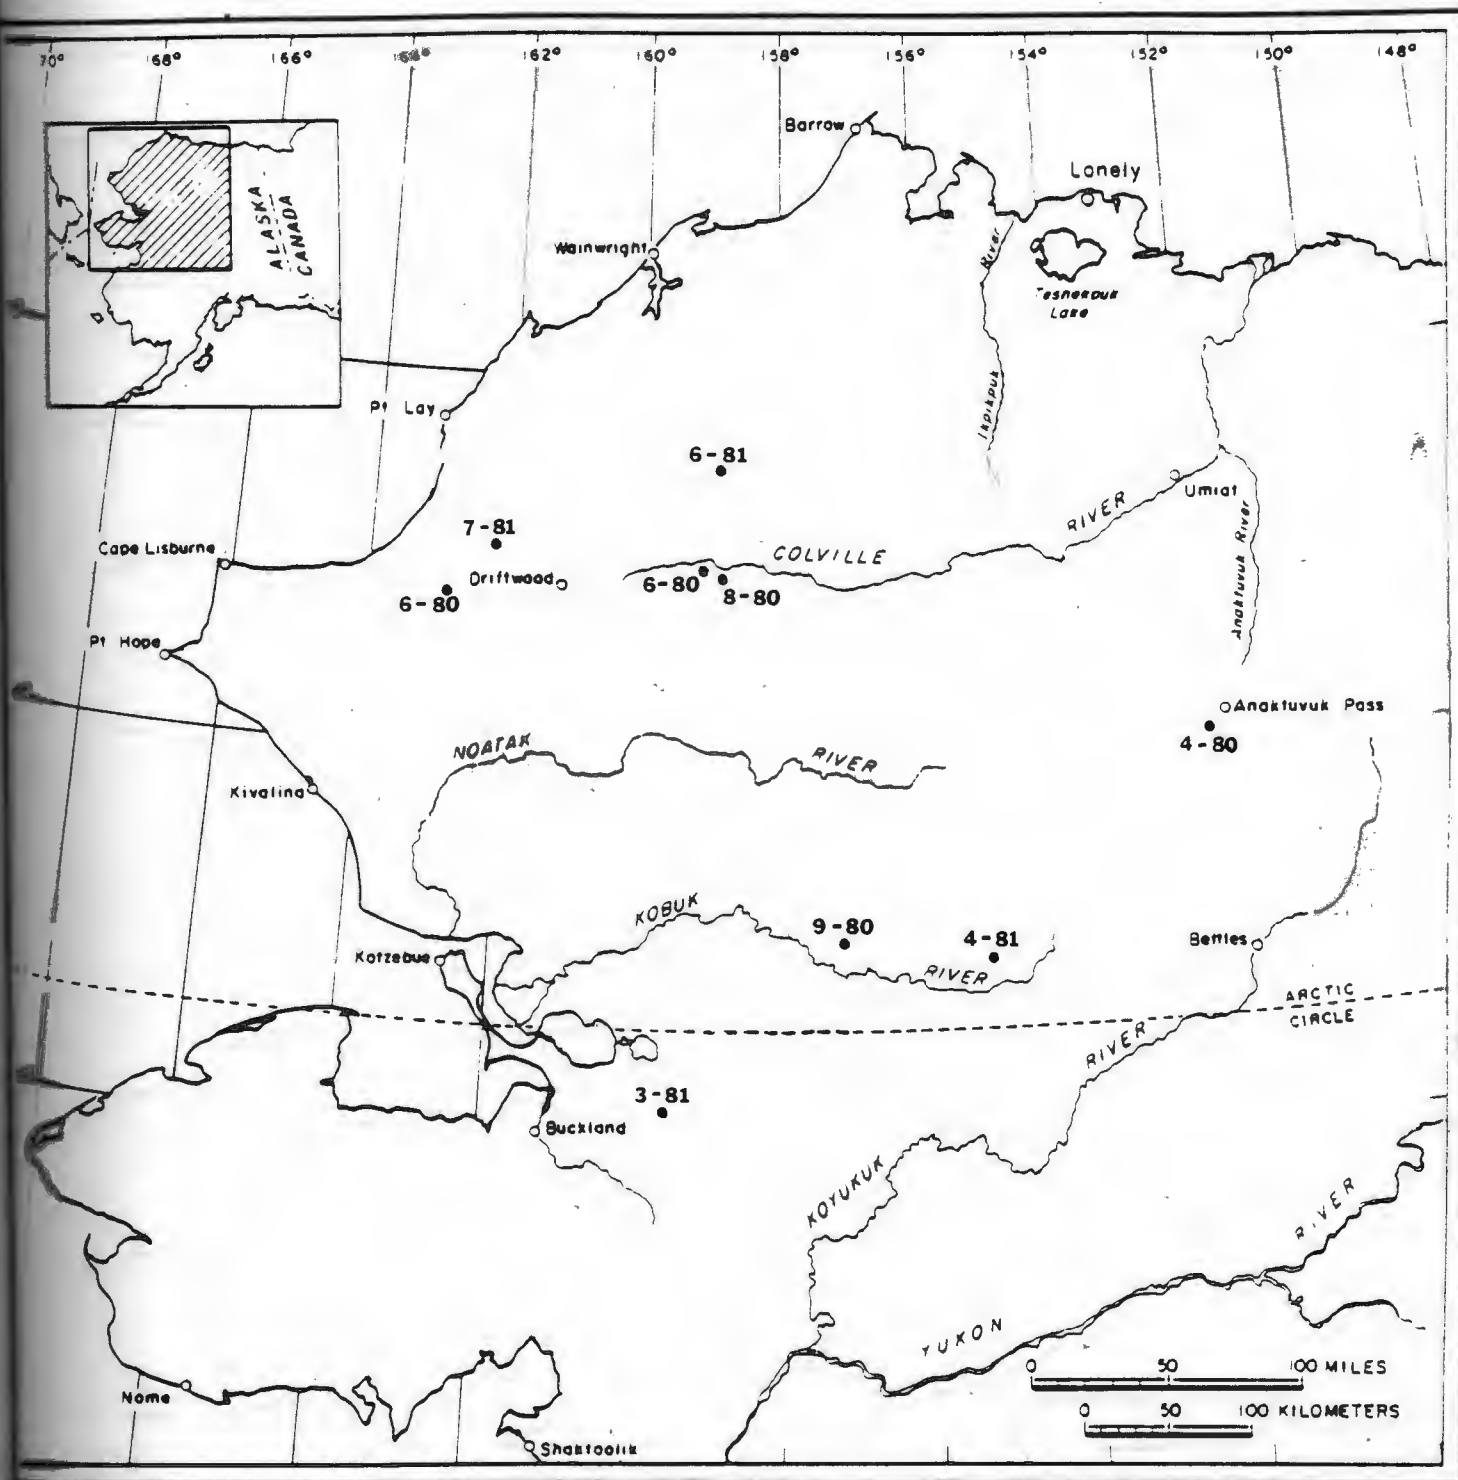 70° 168° 166° 162° 160° 158° 156° 154° 152° 150° 148°
Barrow
Lonely
ALASKA
CANADA
Wainwright
River
Teshekpuk
Lake
Ikpikpuk
Pt Lay
6-81
Umiat
RIVER
7-81
Cape Lisburne
COLVILLE
Driftwood
6-80
8-80
6-80
Anaktuvuk River
Pt Hope
Anaktuvuk Pass
4-80
NOATAK
RIVER
Kivalina
KOBUK
9-80
4-81
Bettles
Kotzebue
RIVER
ARCTIC
CIRCLE
RIVER
3-81
Buckland
KOYUKUK
RIVER
YUKON
0 50 100 MILES
Nome
0 50 100 KILOMETERS
Shaktoolik